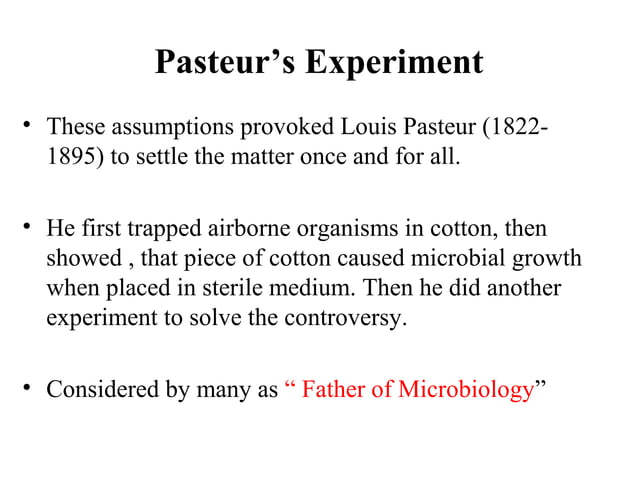 Pasteur’s Experiment
• These assumptions provoked Louis Pasteur (1822-
1895) to settle the matter once and for all.
• He first trapped airborne organisms in cotton, then
showed , that piece of cotton caused microbial growth
when placed in sterile medium. Then he did another
experiment to solve the controversy.
• Considered by many as “ Father of Microbiology”